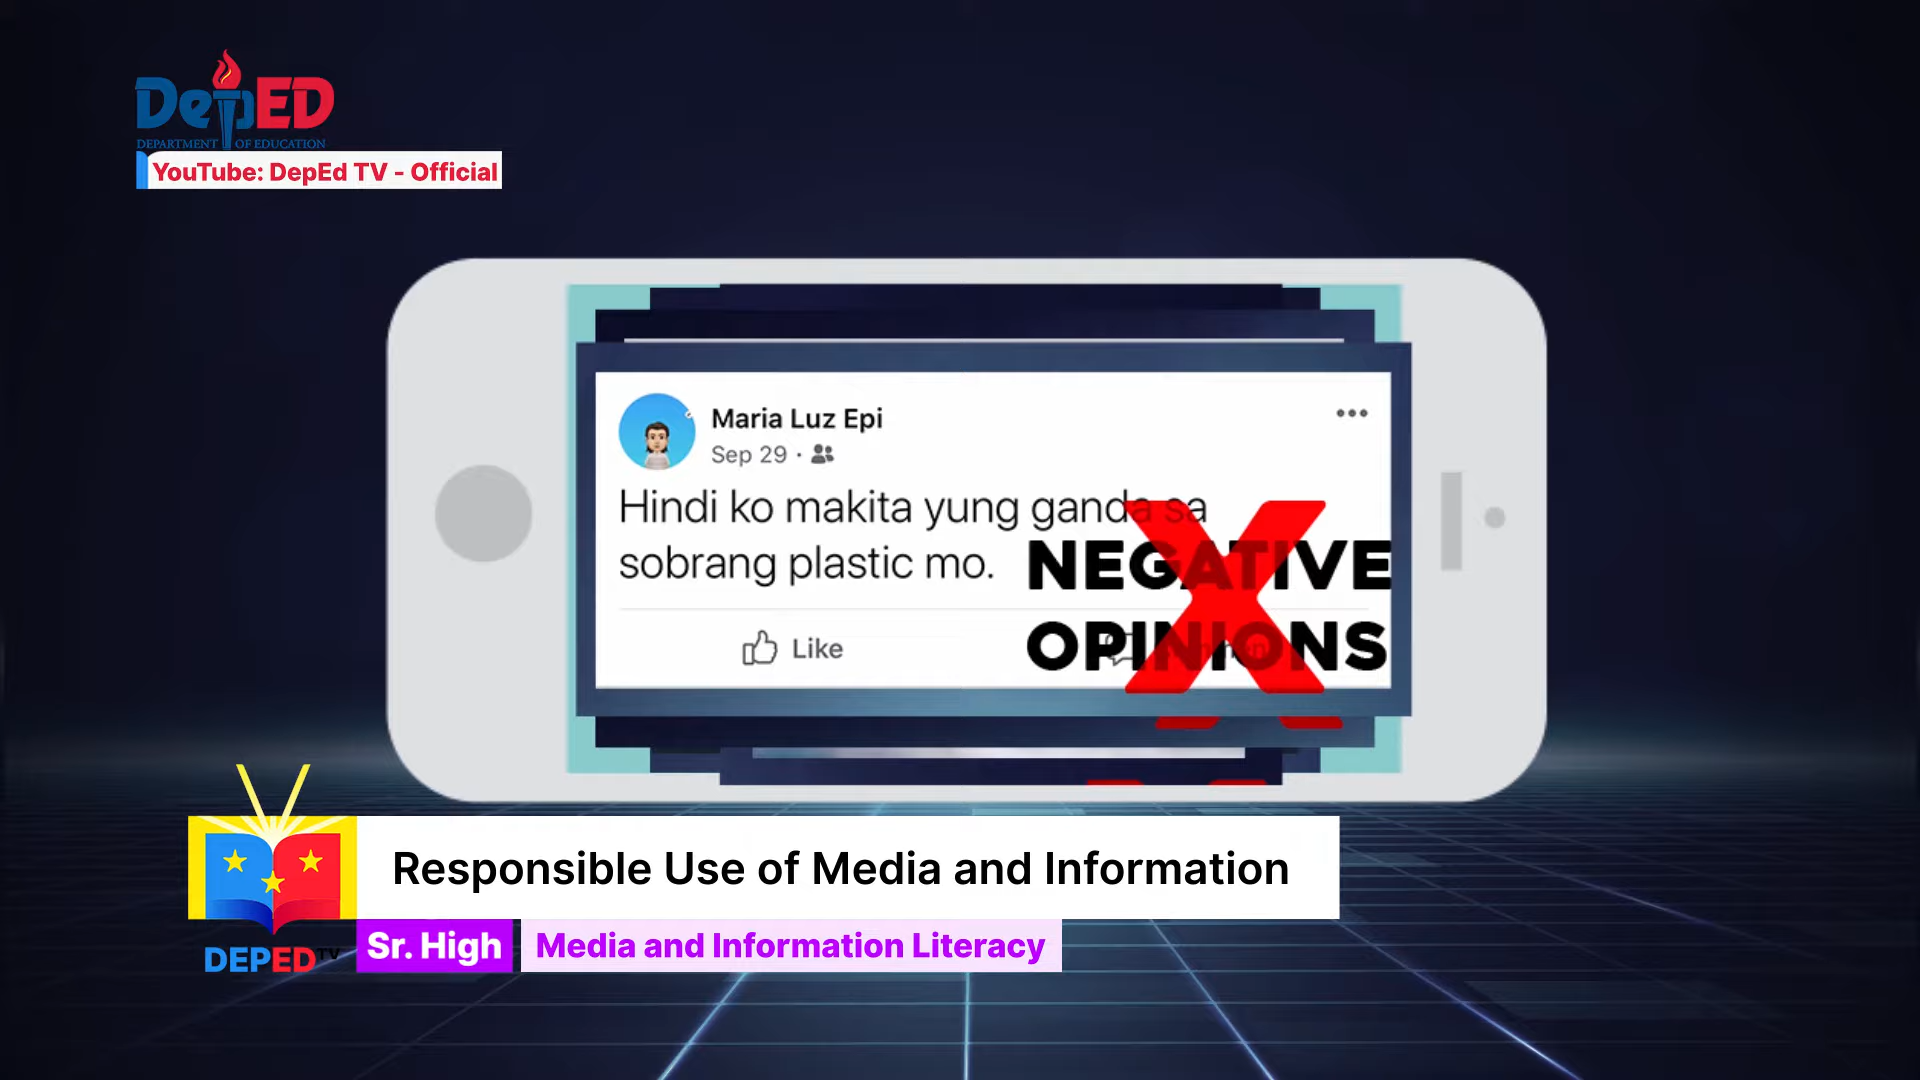 DepED
DEPARTMENT OF EDUCATION
YouTube: DepEd TV - Official
Maria Luz Epi
Sep 29 ·
Hindi ko makita yung ganda sa
sobrang plastic mo.
NEGATIVE
OPINIONS
X
Like
Responsible Use of Media and Information
DEPED TV
Sr. High
Media and Information Literacy